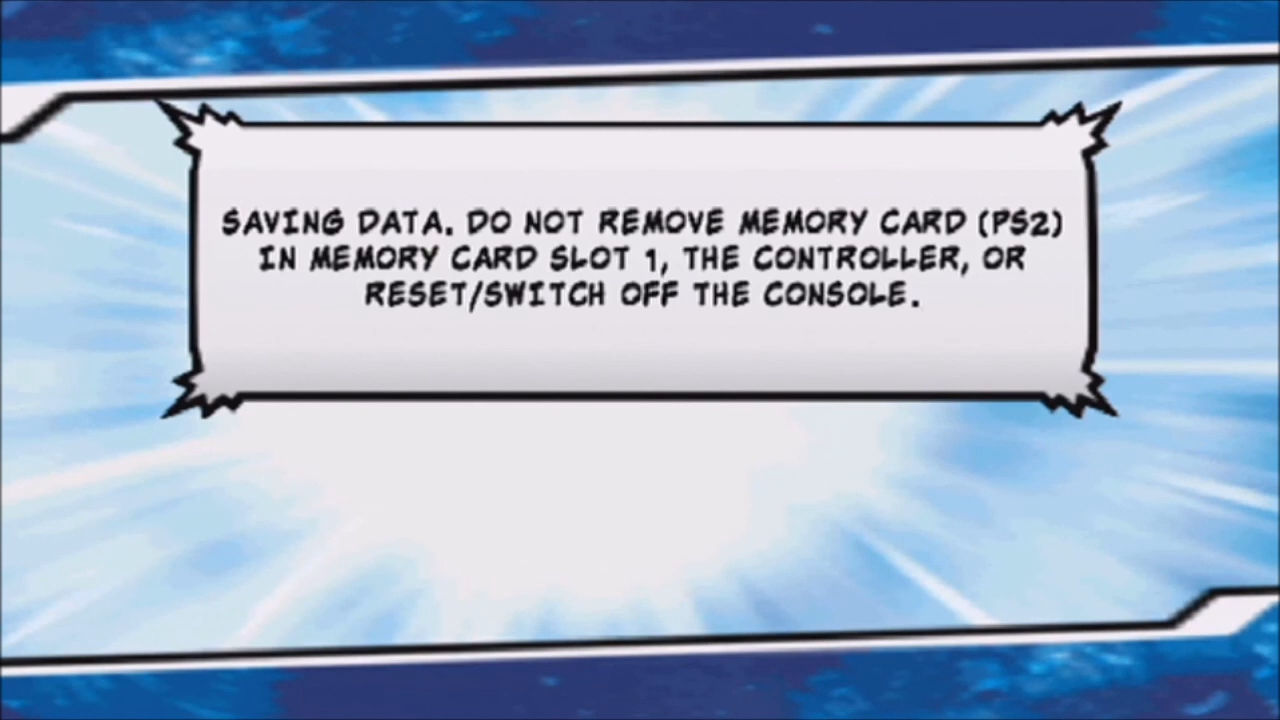 SAVING DATA. DO NOT REMOVE MEMORY CARD (PS2)
IN MEMORY CARD SLOT 1, THE CONTROLLER, OR
RESET/SWITCH OFF THE CONSOLE.